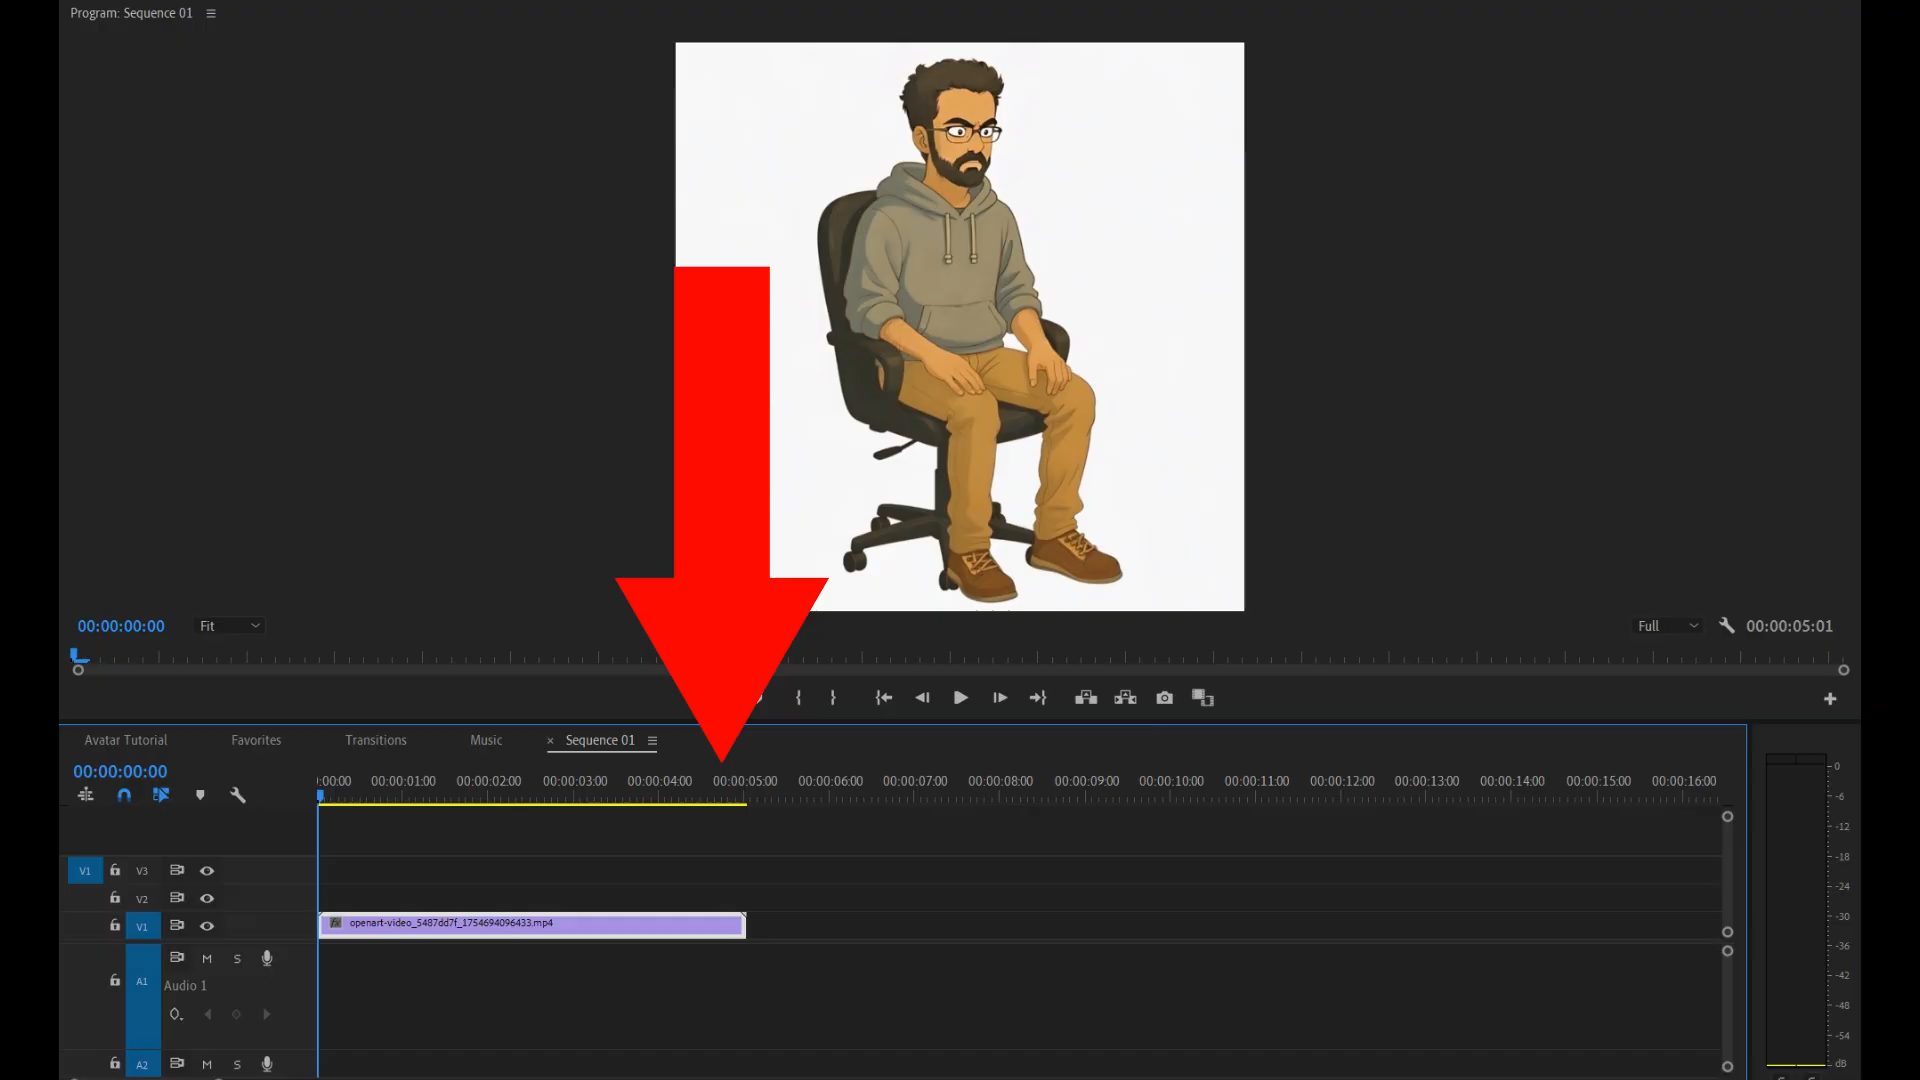 Program: Sequence 01
00:00:00:00
Fit
Full
00:00:05:01
Avatar Tutorial
Favorites
Transitions
Music
× Sequence 01
00:00:00:00
:00:00 00:00:01:00 00:00:02:00 00:00:03:00 00:00:04:00 00:00:05:00 00:00:06:00 00:00:07:00 00:00:08:00 00:00:09:00 00:00:10:00 00:00:11:00 00:00:12:00 00:00:13:00 00:00:14:00 00:00:15:00 00:00:16:00
V1 V3
V2
V1
fx openart-video_5487dd7f_1754694096433.mp4
M S
A1
Audio 1
A2 M S
0
-6
-12
-18
-24
-30
-36
-42
-48
-54
dB